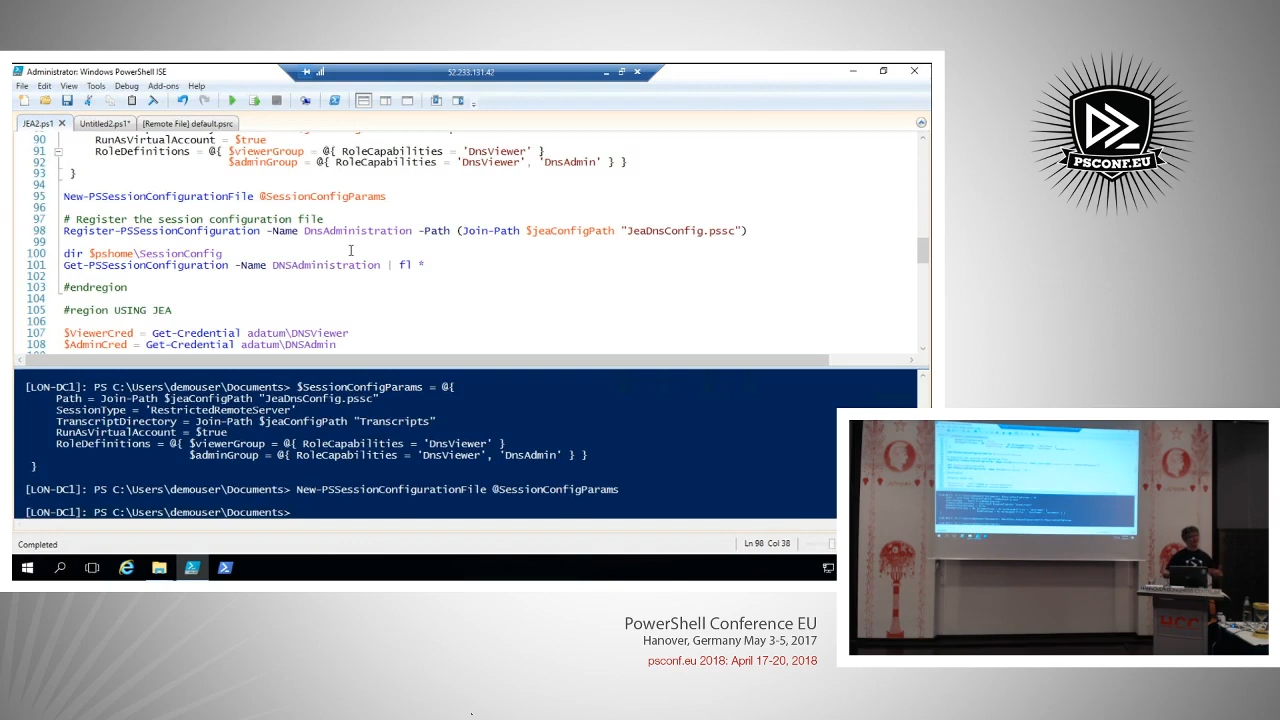 Administrator: Windows PowerShell ISE
52.233.131.42
File Edit View Tools Debug Add-ons Help
JEA2.ps1 Untitled2.ps1* [Remote File] default.psrc
90 RunAsVirtualAccount = $true
91 RoleDefinitions = @{ $viewerGroup = @{ RoleCapabilities = 'DnsViewer' }
92 $adminGroup = @{ RoleCapabilities = 'DnsViewer', 'DnsAdmin' } }
93 }
94
95 New-PSSessionConfigurationFile @SessionConfigParams
96
97 # Register the session configuration file
98 Register-PSSessionConfiguration -Name DnsAdministration -Path (Join-Path $jeaConfigPath "JeaDnsConfig.pssc")
99
100 dir $pshome\SessionConfig
101 Get-PSSessionConfiguration -Name DNSAdministration | fl *
102
103 #endregion
104
105 #region USING JEA
106
107 $ViewerCred = Get-Credential adatum\DNSViewer
108 $AdminCred = Get-Credential adatum\DNSAdmin
[LON-DC1]: PS C:\Users\demouser\Documents> $SessionConfigParams = @{
Path = Join-Path $jeaConfigPath "JeaDnsConfig.pssc"
SessionType = 'RestrictedRemoteServer'
TranscriptDirectory = Join-Path $jeaConfigPath "Transcripts"
RunAsVirtualAccount = $true
RoleDefinitions = @{ $viewerGroup = @{ RoleCapabilities = 'DnsViewer' }
$adminGroup = @{ RoleCapabilities = 'DnsViewer', 'DnsAdmin' } }
}
[LON-DC1]: PS C:\Users\demouser\Documents> New-PSSessionConfigurationFile @SessionConfigParams
[LON-DC1]: PS C:\Users\demouser\Documents>
Completed
Ln 98 Col 38
PSCONF.EU
HCC
PowerShell Conference EU
Hanover, Germany May 3-5, 2017
psconf.eu 2018: April 17-20, 2018